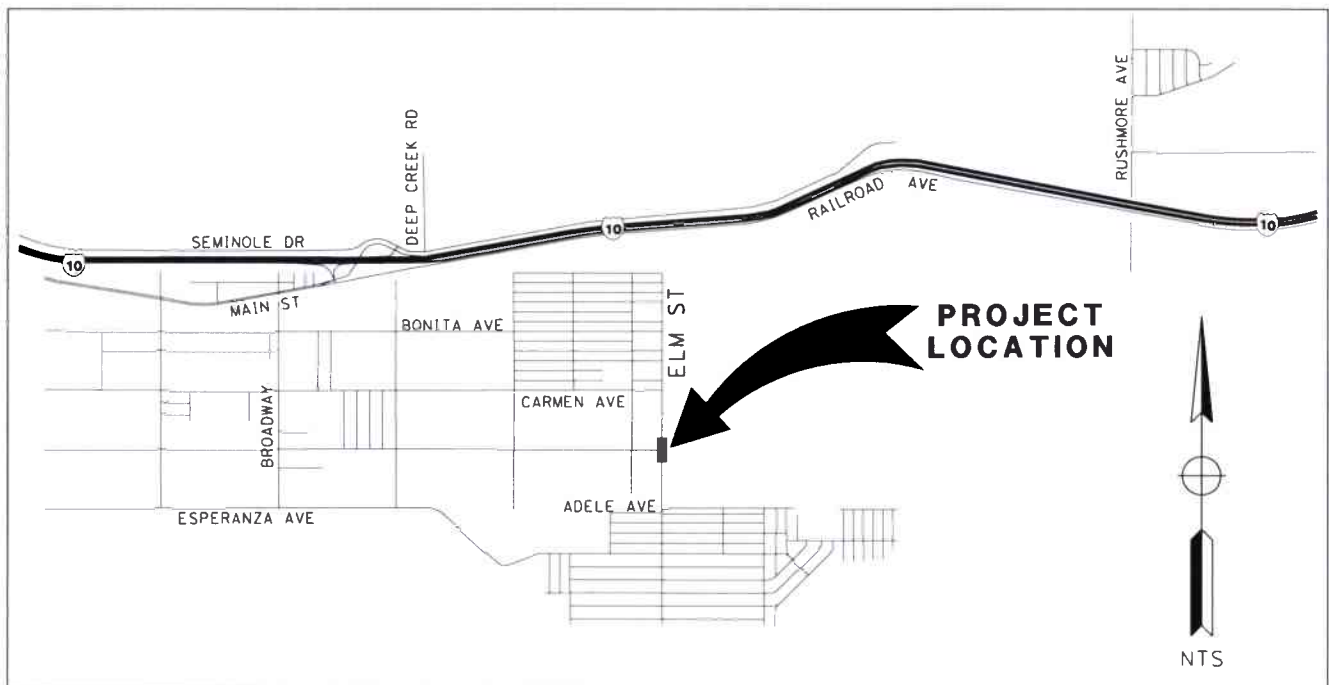 RUSHMORE AVE
DEEP CREEK RD
RAILROAD AVE
SEMINOLE DR
10
10
10
MAIN ST
BONITA AVE
ELM ST
PROJECT
LOCATION
BROADWAY
CARMEN AVE
ADELE AVE
ESPERANZA AVE
NTS